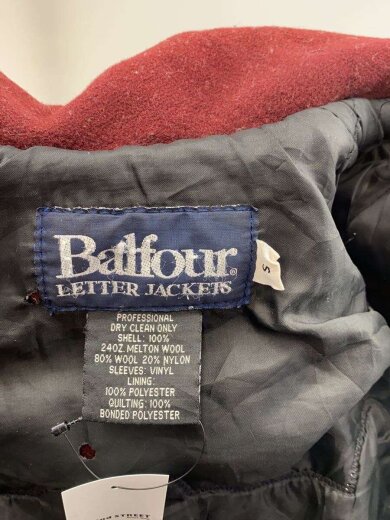 Balfour®
LETTER JACKETS
S
PROFESSIONAL
DRY CLEAN ONLY
SHELL: 100%
24OZ MELTON WOOL
80% WOOL 20% NYLON
SLEEVES: VINYL
LINING:
100% POLYESTER
QUILTING: 100%
BONDED POLYESTER
STREET